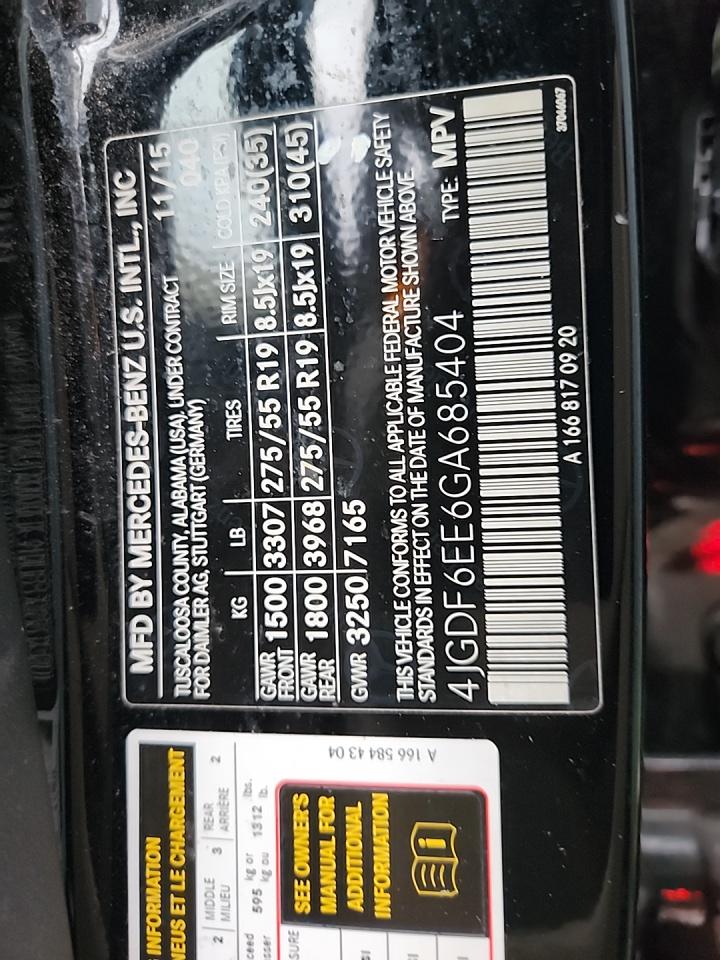 MFD BY MERCEDES-BENZ U.S. INTL., INC
TUSCALOOSA COUNTY, ALABAMA (USA), UNDER CONTRACT 11/15
FOR DAIMLER AG, STUTTGART (GERMANY) 040
KG LB TIRES RIM SIZE COLD KPA
GAWR FRONT 1500 3307 275/55 R19 8.5Jx19 240(35)
GAWR REAR 1800 3968 275/55 R19 8.5Jx19 310(45)
GVWR 3250 7165
THIS VEHICLE CONFORMS TO ALL APPLICABLE FEDERAL MOTOR VEHICLE SAFETY
STANDARDS IN EFFECT ON THE DATE OF MANUFACTURE SHOWN ABOVE.
4JGDF6EE6GA685404 TYPE: MPV
A 166 817 09 20
37046067
INFORMATION
NEUS ET LE CHARGEMENT
2 MIDDLE 3 REAR 2
MILIEU ARRIÈRE
595 kg or 1312 lbs.
kg ou lb.
SEE OWNER'S
MANUAL FOR
ADDITIONAL
INFORMATION
A 166 584 43 04